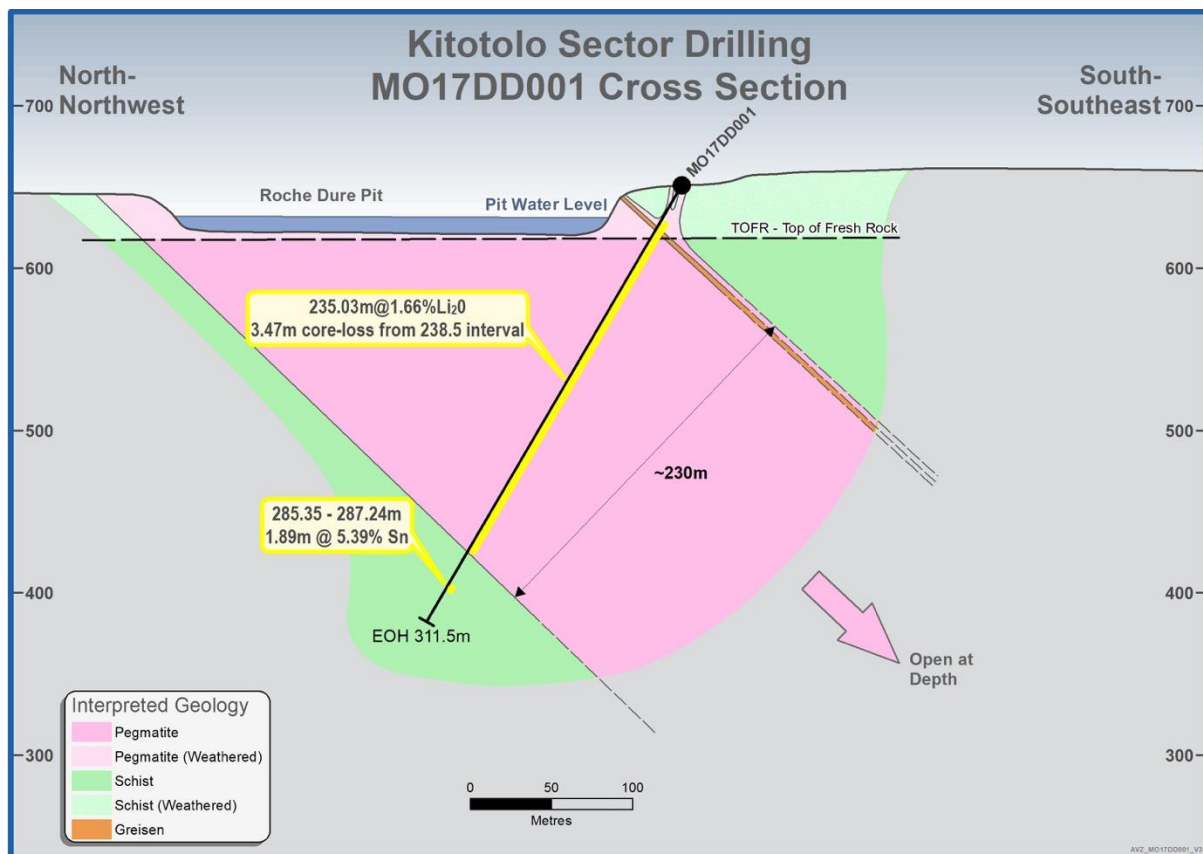 Kitotolo Sector Drilling
MO17DD001 Cross Section
North-
Northwest
South-
Southeast
700
700
MO17DD001
Roche Dure Pit
Pit Water Level
TOFR - Top of Fresh Rock
600
600
235.03m@1.66%Li₂0
3.47m core-loss from 238.5 interval
500
500
~230m
285.35 - 287.24m
1.89m @ 5.39% Sn
400
400
EOH 311.5m
Open at
Depth
Interpreted Geology
Pegmatite
Pegmatite (Weathered)
Schist
Schist (Weathered)
Greisen
300
300
0 50 100
Metres
AVZ_MO17DD001_V3